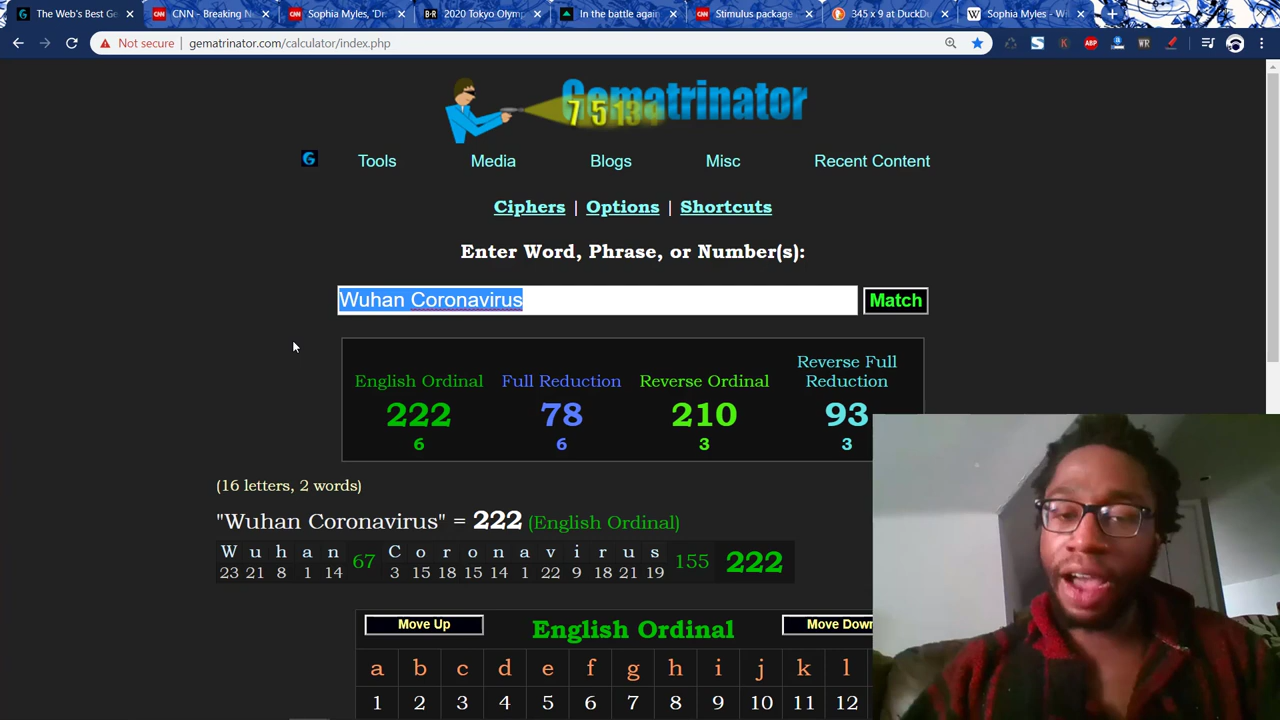 The Web's Best Ge
CNN - Breaking N
Sophia Myles, "Dr
2020 Tokyo Olymp
In the battle again
Stimulus package
345 x 9 at DuckDu
Sophia Myles - W
Not secure | gematrinator.com/calculator/index.php
ABP
WR
Gematrinator
Tools
Media
Blogs
Misc
Recent Content
Ciphers | Options | Shortcuts
Enter Word, Phrase, or Number(s):
Wuhan Coronavirus
Match
English Ordinal
Full Reduction
Reverse Ordinal
Reverse Full Reduction
222
78
210
93
6
6
3
3
(16 letters, 2 words)
"Wuhan Coronavirus" = 222 (English Ordinal)
W u h a n 67 C o r o n a v i r u s 155 222
23 21 8 1 14 3 15 18 15 14 1 22 9 18 21 19
Move Up
English Ordinal
Move Down
a b c d e f g h i j k l
1 2 3 4 5 6 7 8 9 10 11 12